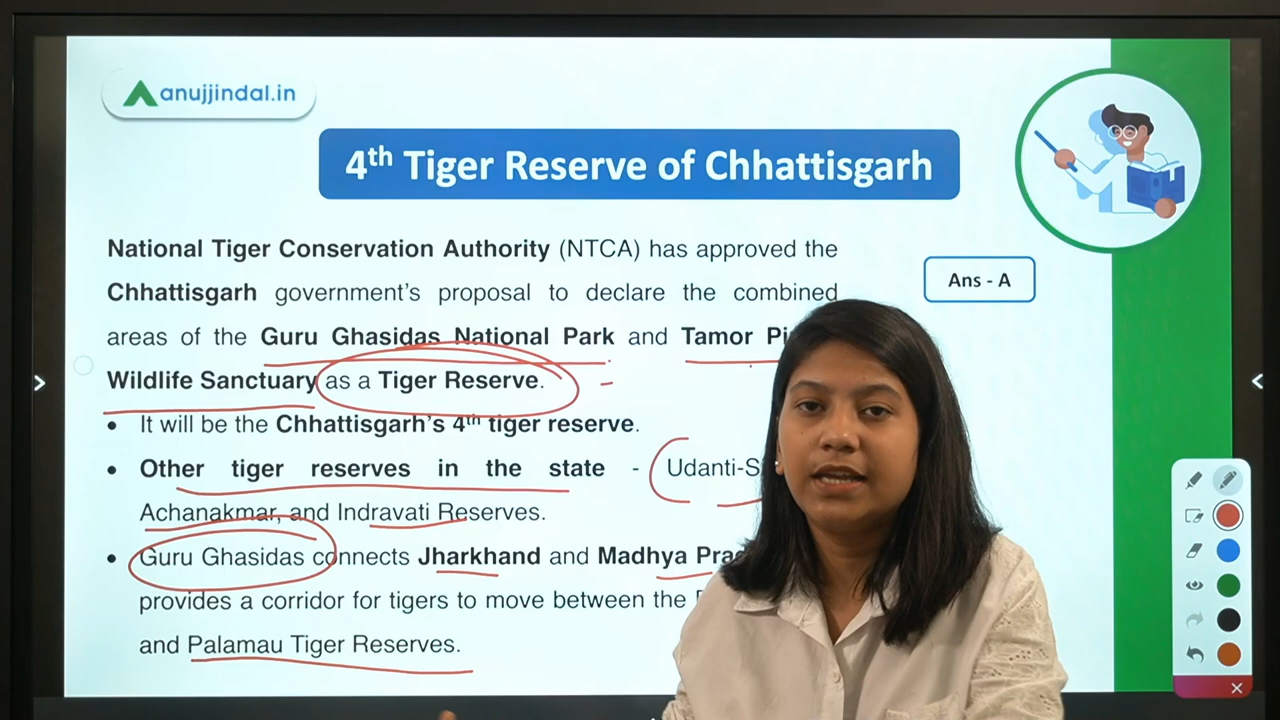 anujjindal.in
4th Tiger Reserve of Chhattisgarh
National Tiger Conservation Authority (NTCA) has approved the
Chhattisgarh government's proposal to declare the combined
areas of the Guru Ghasidas National Park and Tamor
Wildlife Sanctuary as a Tiger Reserve.
• It will be the Chhattisgarh's 4th tiger reserve.
• Other tiger reserves in the state -
Achanakmar, and Indravati Reserves.
• Guru Ghasidas connects Jharkhand and Madhya
provides a corridor for tigers to move between the
and Palamau Tiger Reserves.
Ans - A